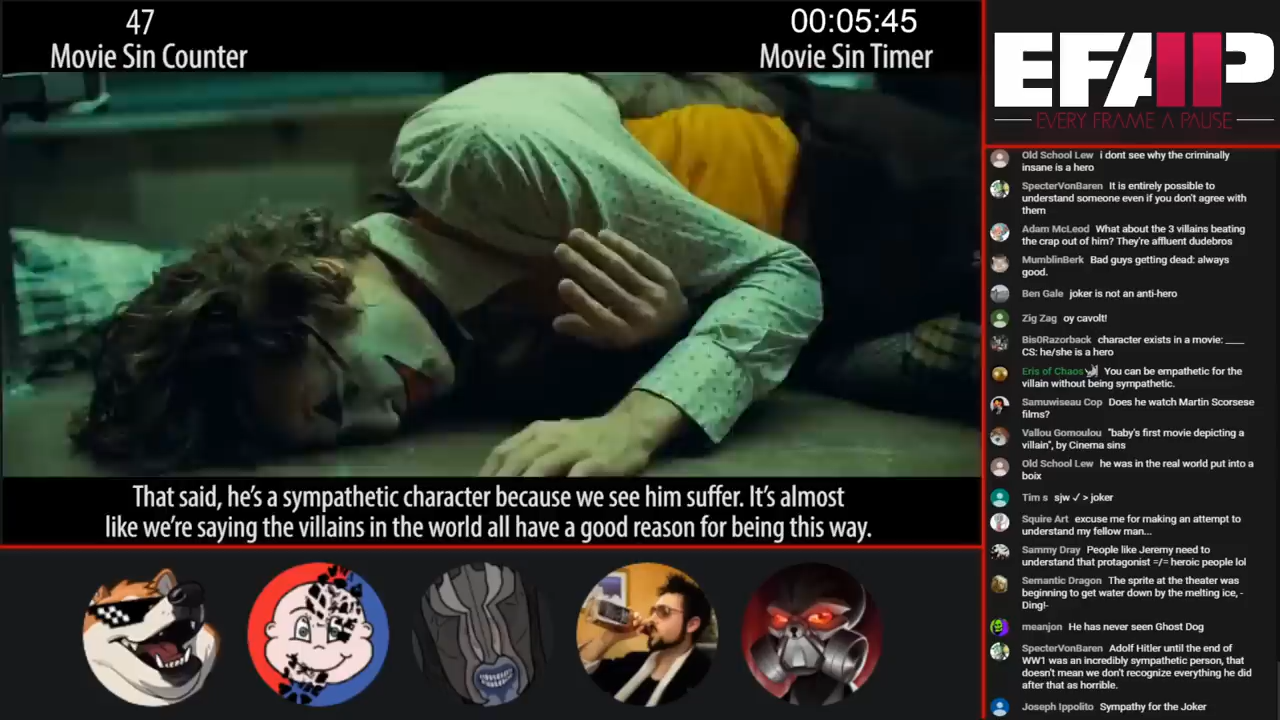 47
Movie Sin Counter
00:05:45
Movie Sin Timer
That said, he's a sympathetic character because we see him suffer. It's almost
like we're saying the villains in the world all have a good reason for being this way.
EFAP
EVERY FRAME A PAUSE
Old School Lew i dont see why the criminally
insane is a hero
SpecterVonBaren It is entirely possible to
understand someone even if you don't agree with
them
Adam McLeod What about the 3 villains beating
the crap out of him? They're affluent dudebros
MumblinBerk Bad guys getting dead: always
good.
Ben Gale joker is not an anti-hero
Zig Zag oy cavolt!
Bis0Razorback character exists in a movie: ____
CS: he/she is a hero
Eris of Chaos You can be empathetic for the
villain without being sympathetic.
Samuwiseau Cop Does he watch Martin Scorsese
films?
Vallou Gomoulou "baby's first movie depicting a
villain", by Cinema sins
Old School Lew he was in the real world put into a
boix
Tim s sjw ✓ > joker
Squire Art excuse me for making an attempt to
understand my fellow man...
Sammy Dray People like Jeremy need to
understand that protagonist =/= heroic people lol
Semantic Dragon The sprite at the theater was
beginning to get water down by the melting ice, -
Ding!-
meanjon He has never seen Ghost Dog
SpecterVonBaren Adolf Hitler until the end of
WW1 was an incredibly sympathetic person, that
doesn't mean we don't recognize everything he did
after that as horrible.
Joseph Ippolito Sympathy for the Joker